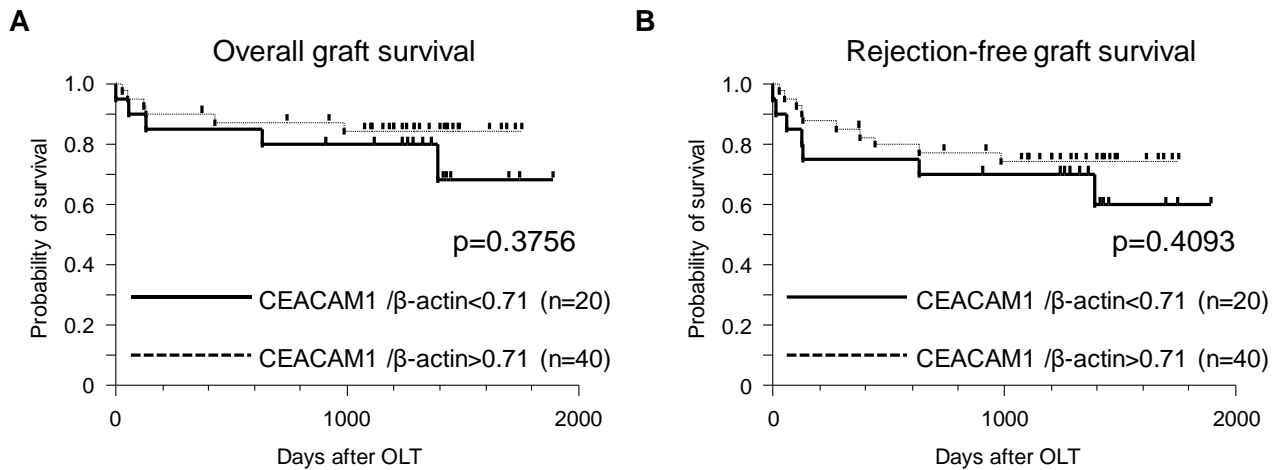 A
Overall graft survival
Probability of survival
1.0
0.8
0.6
0.4
0.2
0
p=0.3756
CEACAM1 /β-actin<0.71 (n=20)
CEACAM1 /β-actin>0.71 (n=40)
0
1000
2000
Days after OLT
B
Rejection-free graft survival
Probability of survival
1.0
0.8
0.6
0.4
0.2
0
p=0.4093
CEACAM1 /β-actin<0.71 (n=20)
CEACAM1 /β-actin>0.71 (n=40)
0
1000
2000
Days after OLT